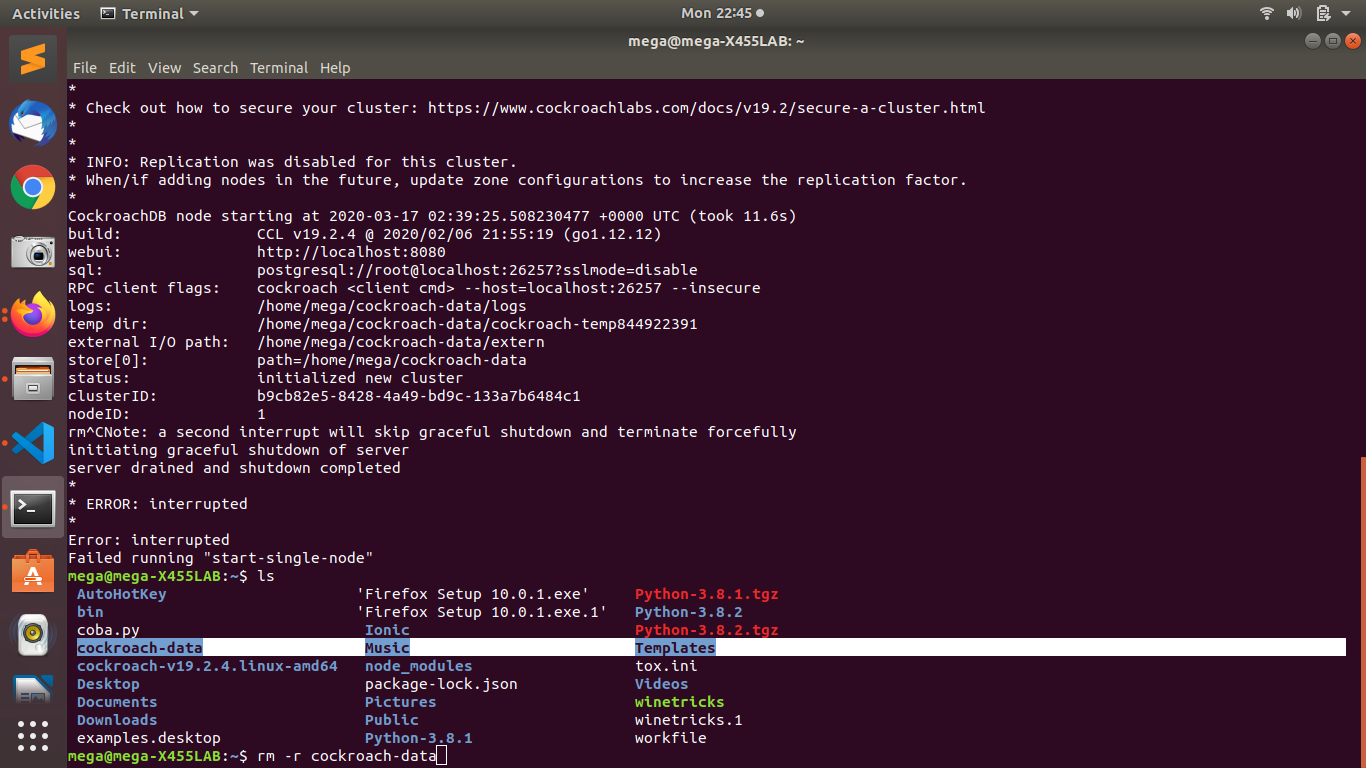 Activities Terminal Mon 22:45
mega@mega-X455LAB: ~
File Edit View Search Terminal Help
*
* Check out how to secure your cluster: https://www.cockroachlabs.com/docs/v19.2/secure-a-cluster.html
*
*
* INFO: Replication was disabled for this cluster.
* When/if adding nodes in the future, update zone configurations to increase the replication factor.
*
CockroachDB node starting at 2020-03-17 02:39:25.508230477 +0000 UTC (took 11.6s)
build: CCL v19.2.4 @ 2020/02/06 21:55:19 (go1.12.12)
webui: http://localhost:8080
sql: postgresql://root@localhost:26257?sslmode=disable
RPC client flags: cockroach <client cmd> --host=localhost:26257 --insecure
logs: /home/mega/cockroach-data/logs
temp dir: /home/mega/cockroach-data/cockroach-temp844922391
external I/O path: /home/mega/cockroach-data/extern
store[0]: path=/home/mega/cockroach-data
status: initialized new cluster
clusterID: b9cb82e5-8428-4a49-bd9c-133a7b6484c1
nodeID: 1
rm^CNote: a second interrupt will skip graceful shutdown and terminate forcefully
initiating graceful shutdown of server
server drained and shutdown completed
*
* ERROR: interrupted
*
Error: interrupted
Failed running "start-single-node"
mega@mega-X455LAB:~$ ls
AutoHotKey 'Firefox Setup 10.0.1.exe' Python-3.8.1.tgz
bin 'Firefox Setup 10.0.1.exe.1' Python-3.8.2
coba.py Ionic Python-3.8.2.tgz
cockroach-data Music Templates
cockroach-v19.2.4.linux-amd64 node_modules tox.ini
Desktop package-lock.json Videos
Documents Pictures winetricks
Downloads Public winetricks.1
examples.desktop Python-3.8.1 workfile
mega@mega-X455LAB:~$ rm -r cockroach-data